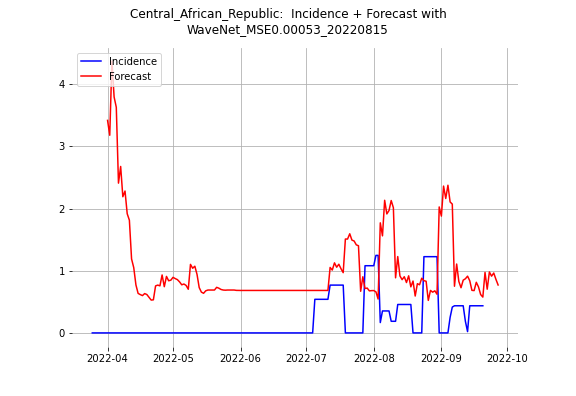 Central_African_Republic:  Incidence + Forecast with
WaveNet_MSE0.00053_20220815
Incidence
Forecast
4
3
2
1
0
2022-04 2022-05 2022-06 2022-07 2022-08 2022-09 2022-10